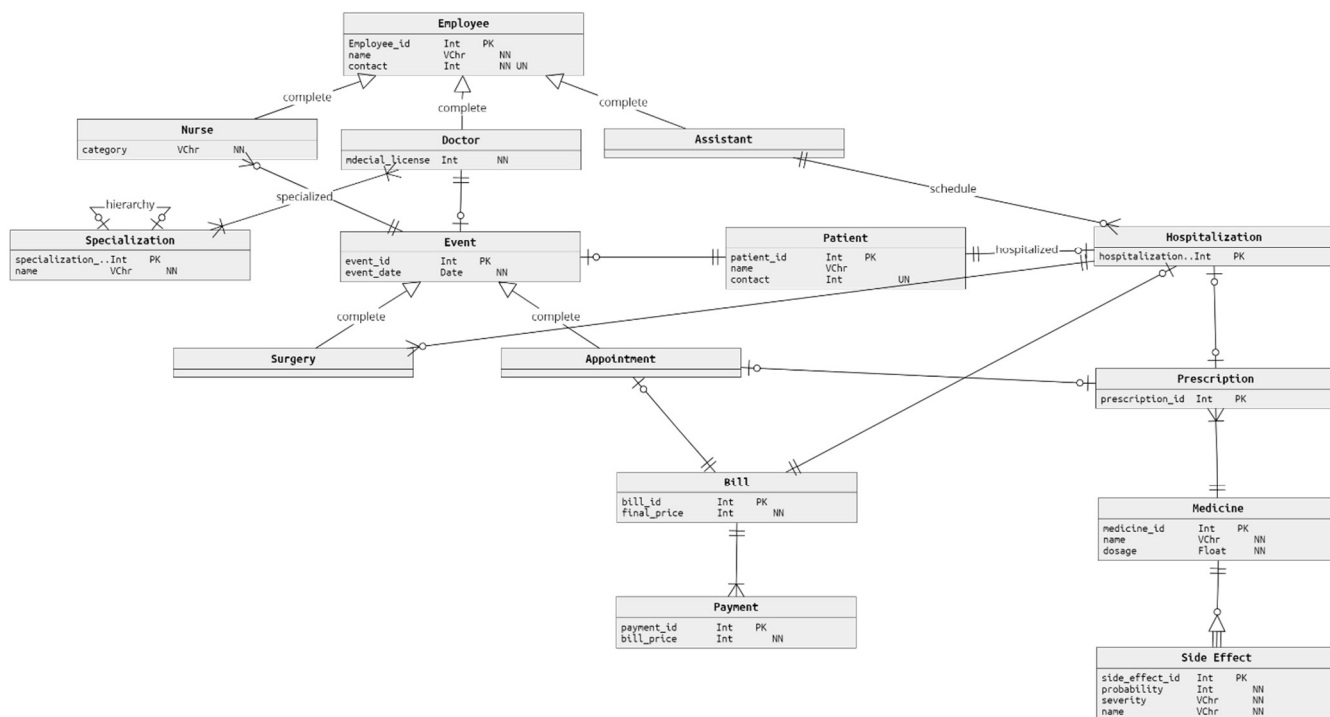 Employee
Employee_id Int PK
name VChr NN
contact Int NN UN
complete
complete
complete
Nurse
category VChr NN
Doctor
mdecial_license Int NN
Assistant
schedule
specialized
hierarchy
Specialization
specialization_.. Int PK
name VChr NN
Event
event_id Int PK
event_date Date NN
Patient
patient_id Int PK
name VChr
contact Int UN
hospitalized
Hospitalization
hospitalization.. Int PK
complete
complete
Surgery
Appointment
Prescription
prescription_id Int PK
Bill
bill_id Int PK
final_price Int NN
Medicine
medicine_id Int PK
name VChr NN
dosage Float NN
Payment
payment_id Int PK
bill_price Int NN
Side Effect
side_effect_id Int PK
probability Int NN
severity VChr NN
name VChr NN